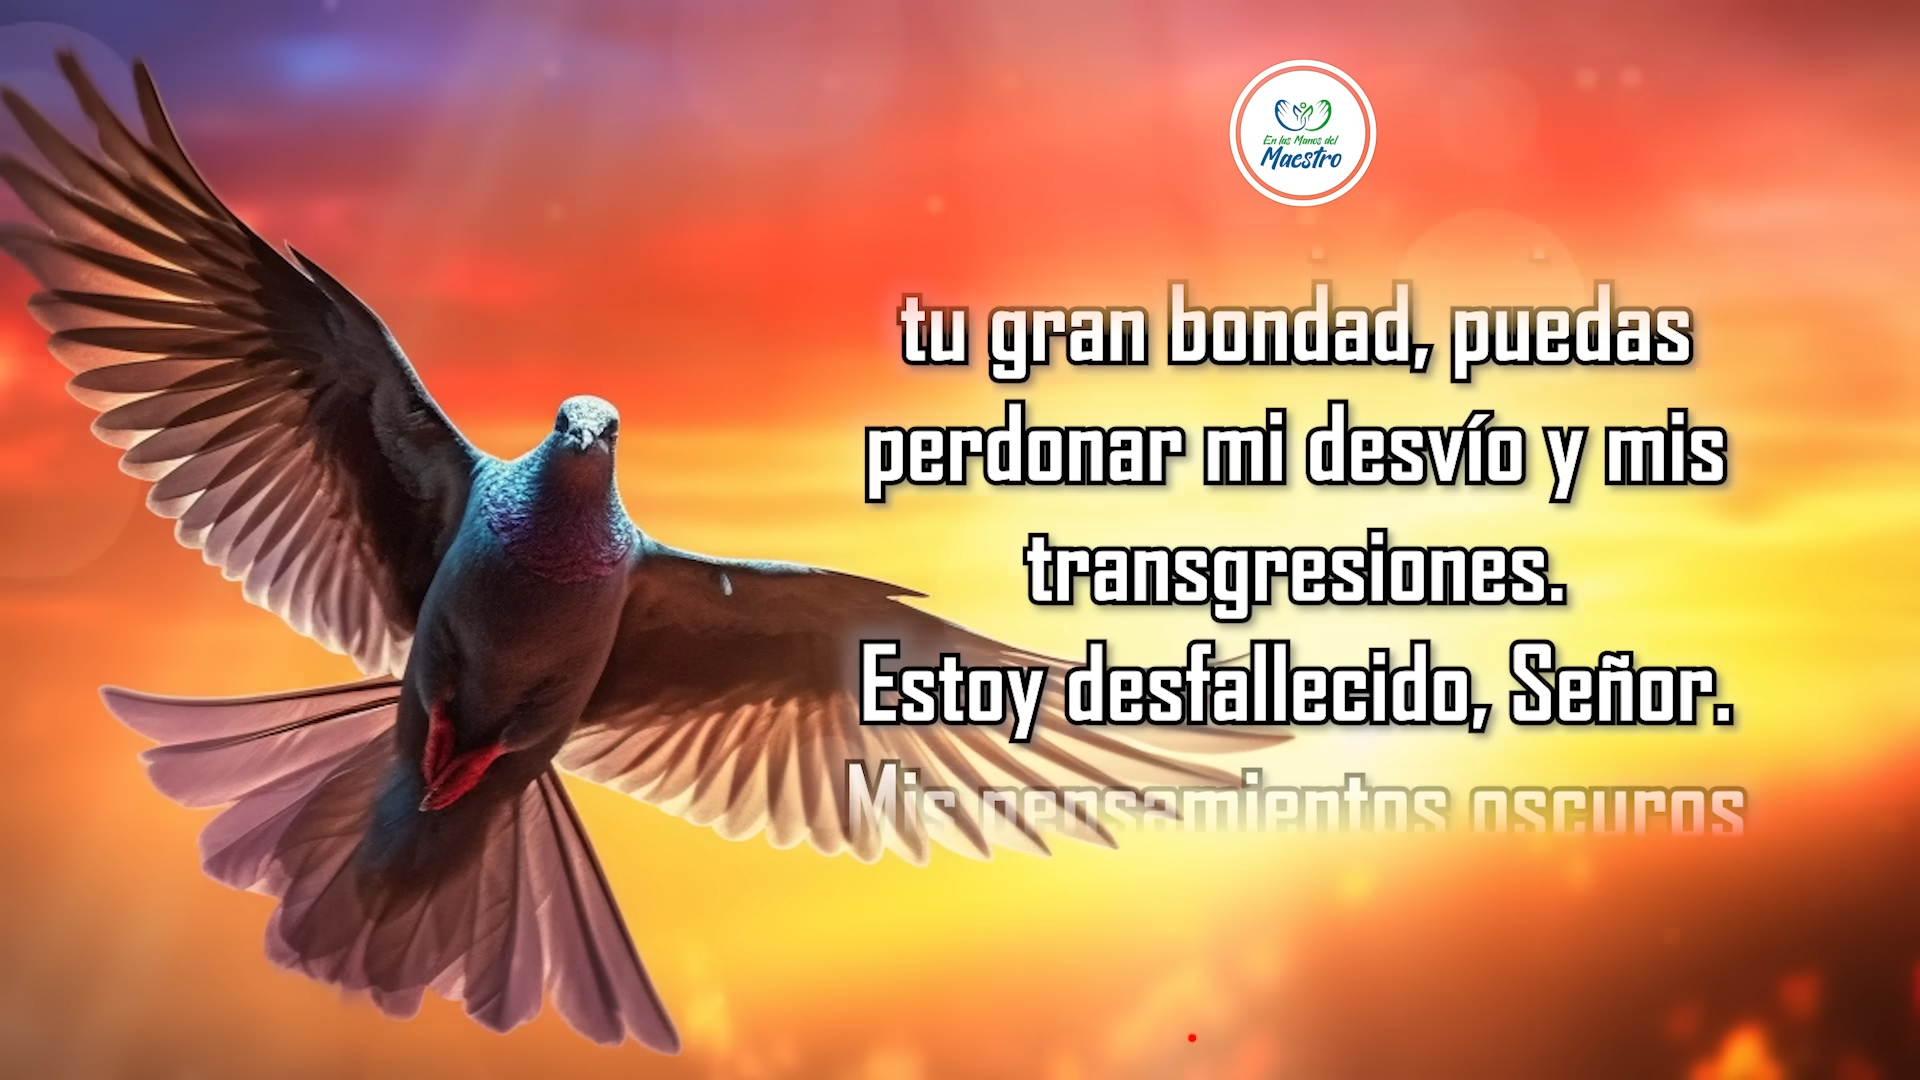 En las Manos del
Maestro
tu gran bondad, puedas
perdonar mi desvío y mis
transgresiones.
Estoy desfallecido, Señor.
Mis pensamientos oscuros